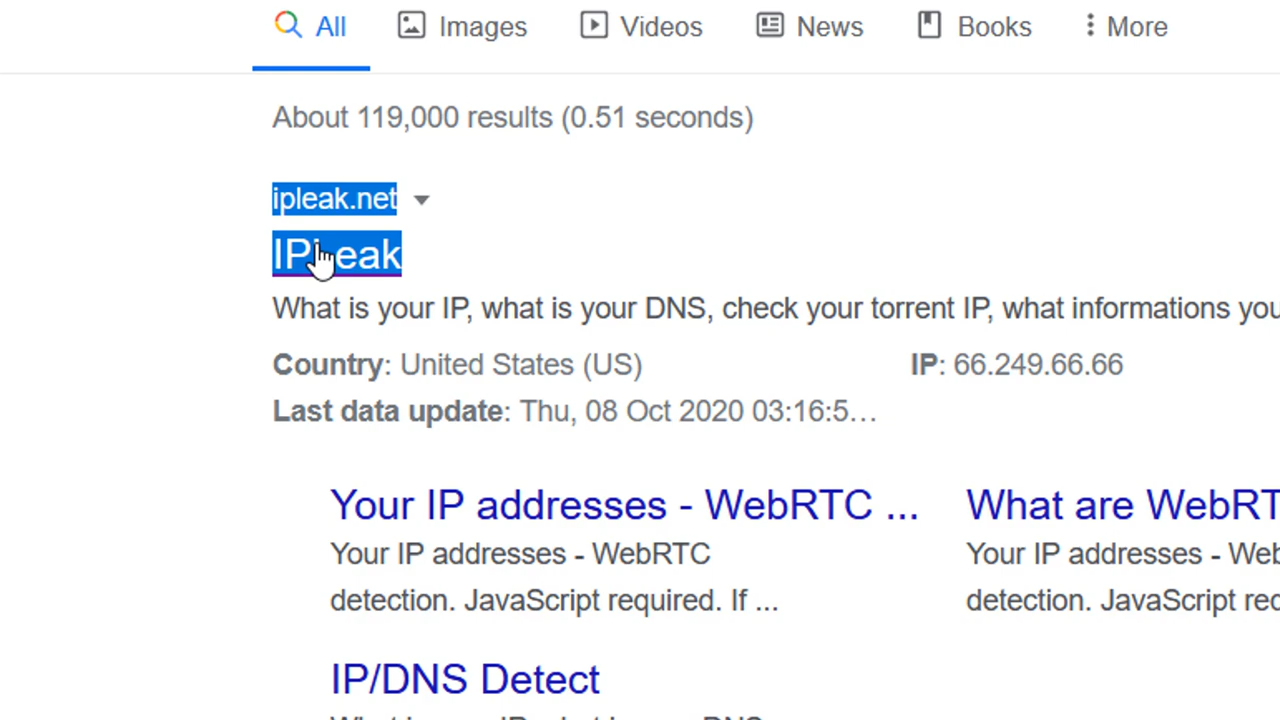 All Images Videos News Books More
About 119,000 results (0.51 seconds)
ipleak.net
IPLeak
What is your IP, what is your DNS, check your torrent IP, what informations you
Country: United States (US) IP: 66.249.66.66
Last data update: Thu, 08 Oct 2020 03:16:5...
Your IP addresses - WebRTC ... What are WebRT
Your IP addresses - WebRTC Your IP addresses - Web
detection. JavaScript required. If ... detection. JavaScript req
IP/DNS Detect